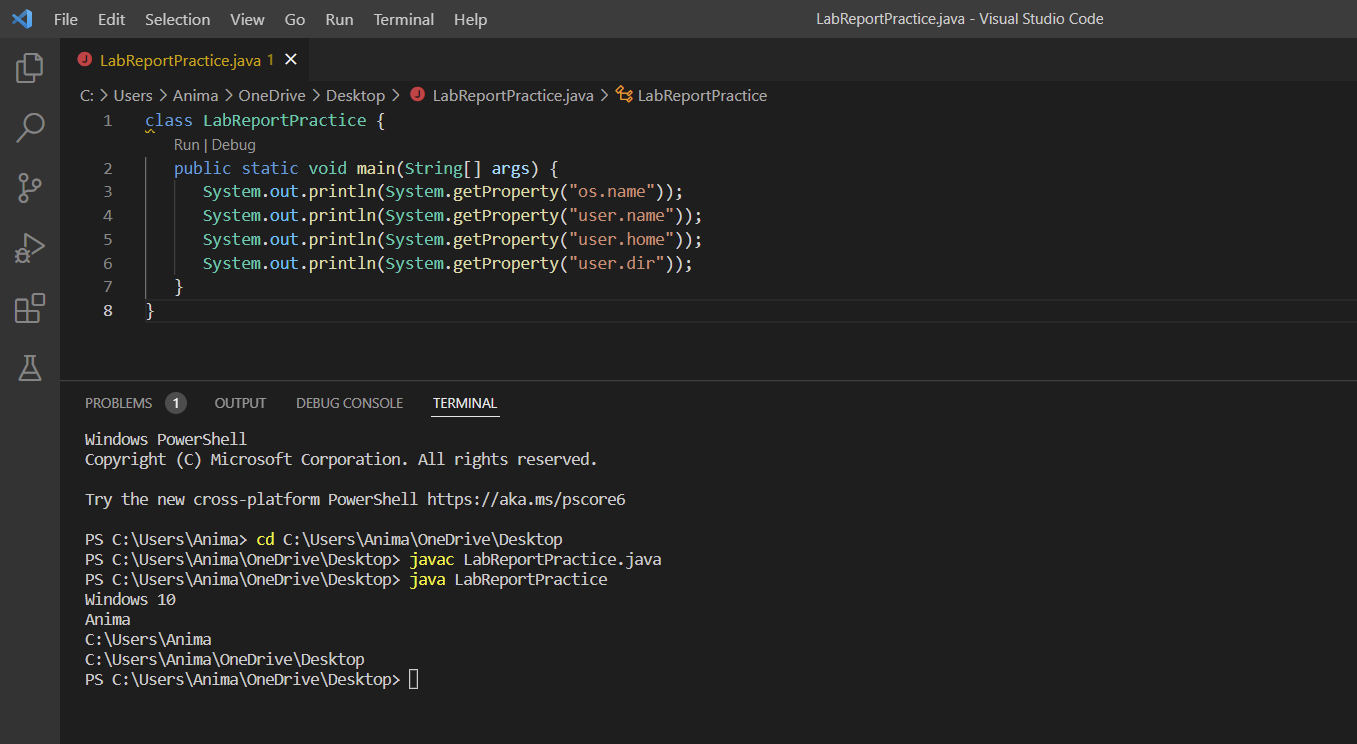 File Edit Selection View Go Run Terminal Help LabReportPractice.java - Visual Studio Code
J LabReportPractice.java 1
C: > Users > Anima > OneDrive > Desktop > J LabReportPractice.java > LabReportPractice
1 class LabReportPractice {
Run | Debug
2 public static void main(String[] args) {
3 System.out.println(System.getProperty("os.name"));
4 System.out.println(System.getProperty("user.name"));
5 System.out.println(System.getProperty("user.home"));
6 System.out.println(System.getProperty("user.dir"));
7 }
8 }
PROBLEMS 1 OUTPUT DEBUG CONSOLE TERMINAL
Windows PowerShell
Copyright (C) Microsoft Corporation. All rights reserved.
Try the new cross-platform PowerShell https://aka.ms/pscore6
PS C:\Users\Anima> cd C:\Users\Anima\OneDrive\Desktop
PS C:\Users\Anima\OneDrive\Desktop> javac LabReportPractice.java
PS C:\Users\Anima\OneDrive\Desktop> java LabReportPractice
Windows 10
Anima
C:\Users\Anima
C:\Users\Anima\OneDrive\Desktop
PS C:\Users\Anima\OneDrive\Desktop>